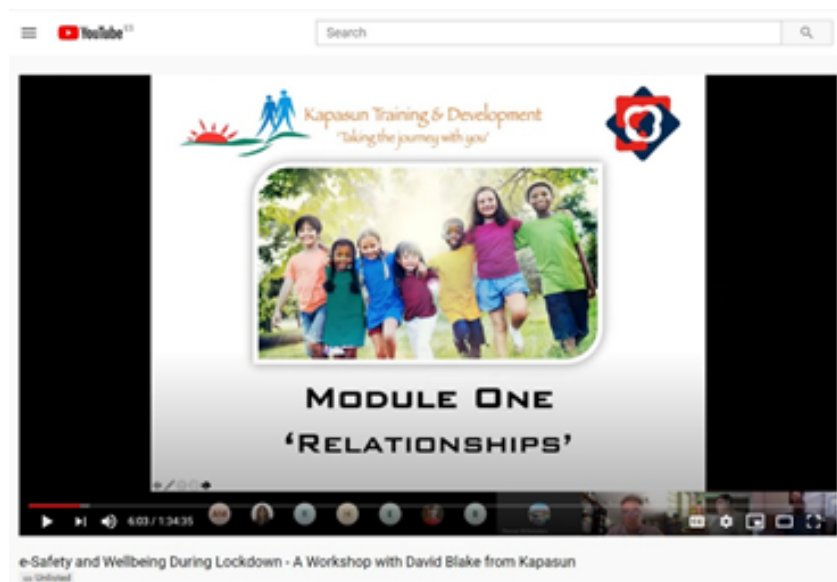 YouTube ES
Search
Kapasun Training & Development
'Taking the journey with you'
MODULE ONE
'RELATIONSHIPS'
6:03 / 1:34:35
e-Safety and Wellbeing During Lockdown - A Workshop with David Blake from Kapasun
Unlisted